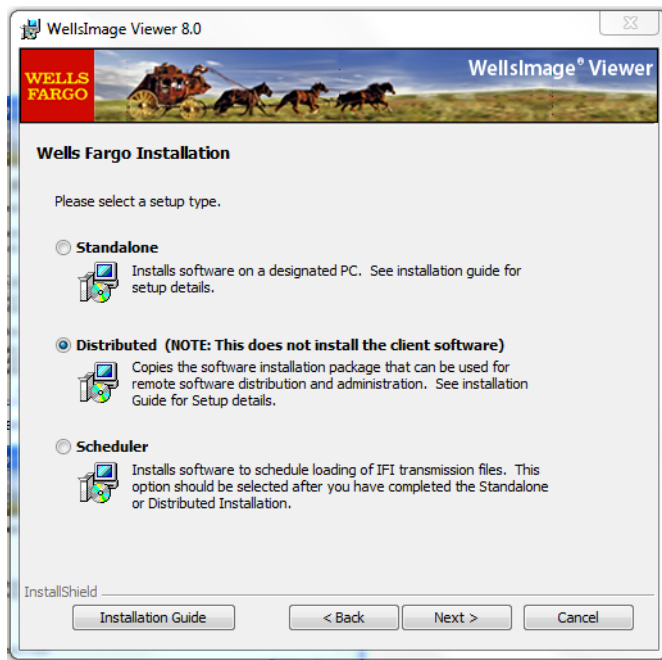 WellsImage Viewer 8.0
WELLS
FARGO
WellsImage® Viewer
Wells Fargo Installation
Please select a setup type.
Standalone
Installs software on a designated PC. See installation guide for
setup details.
Distributed (NOTE: This does not install the client software)
Copies the software installation package that can be used for
remote software distribution and administration. See installation
Guide for Setup details.
Scheduler
Installs software to schedule loading of IFI transmission files. This
option should be selected after you have completed the Standalone
or Distributed Installation.
InstallShield
Installation Guide
< Back
Next >
Cancel